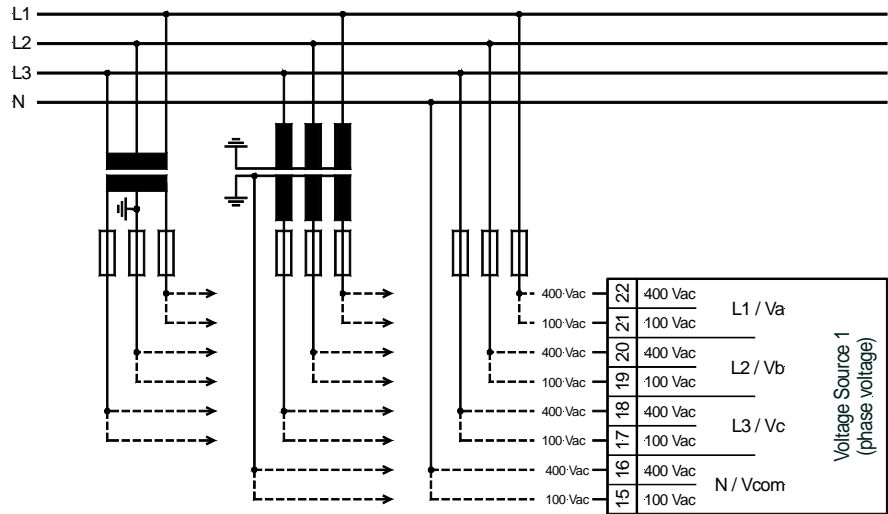 L1
L2
L3
N
400 Vac 22 400 Vac
L1 / Va
100 Vac 21 100 Vac
400 Vac 20 400 Vac
L2 / Vb
100 Vac 19 100 Vac
400 Vac 18 400 Vac
L3 / Vc
100 Vac 17 100 Vac
400 Vac 16 400 Vac
N / Vcom
100 Vac 15 100 Vac
Voltage Source 1
(phase voltage)